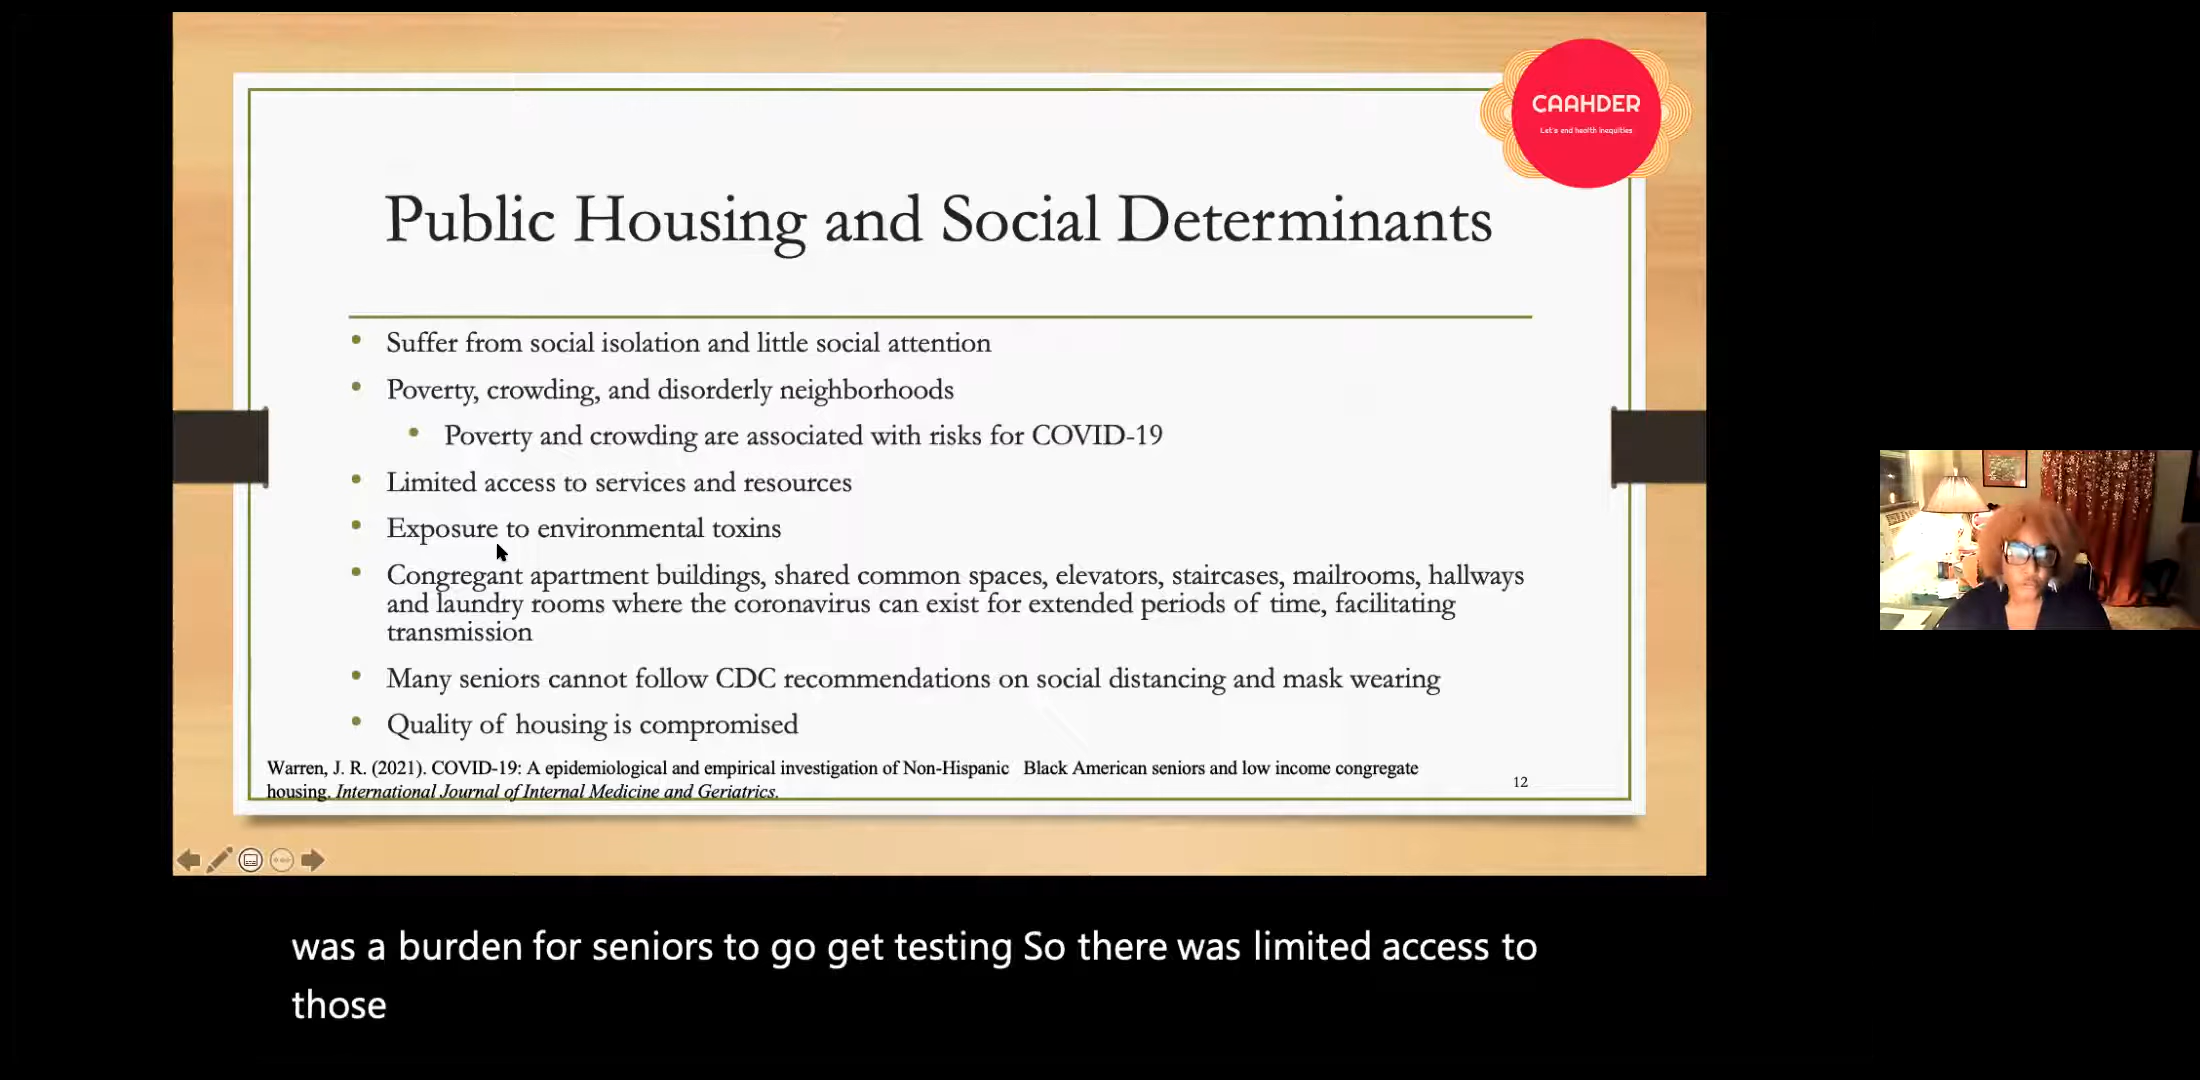 CAAHDER
Let's end health inequities
Public Housing and Social Determinants
• Suffer from social isolation and little social attention
• Poverty, crowding, and disorderly neighborhoods
• Poverty and crowding are associated with risks for COVID-19
• Limited access to services and resources
• Exposure to environmental toxins
• Congregant apartment buildings, shared common spaces, elevators, staircases, mailrooms, hallways
and laundry rooms where the coronavirus can exist for extended periods of time, facilitating
transmission
• Many seniors cannot follow CDC recommendations on social distancing and mask wearing
• Quality of housing is compromised
Warren, J. R. (2021). COVID-19: A epidemiological and empirical investigation of Non-Hispanic Black American seniors and low income congregate
housing. International Journal of Internal Medicine and Geriatrics.
12
was a burden for seniors to go get testing So there was limited access to
those